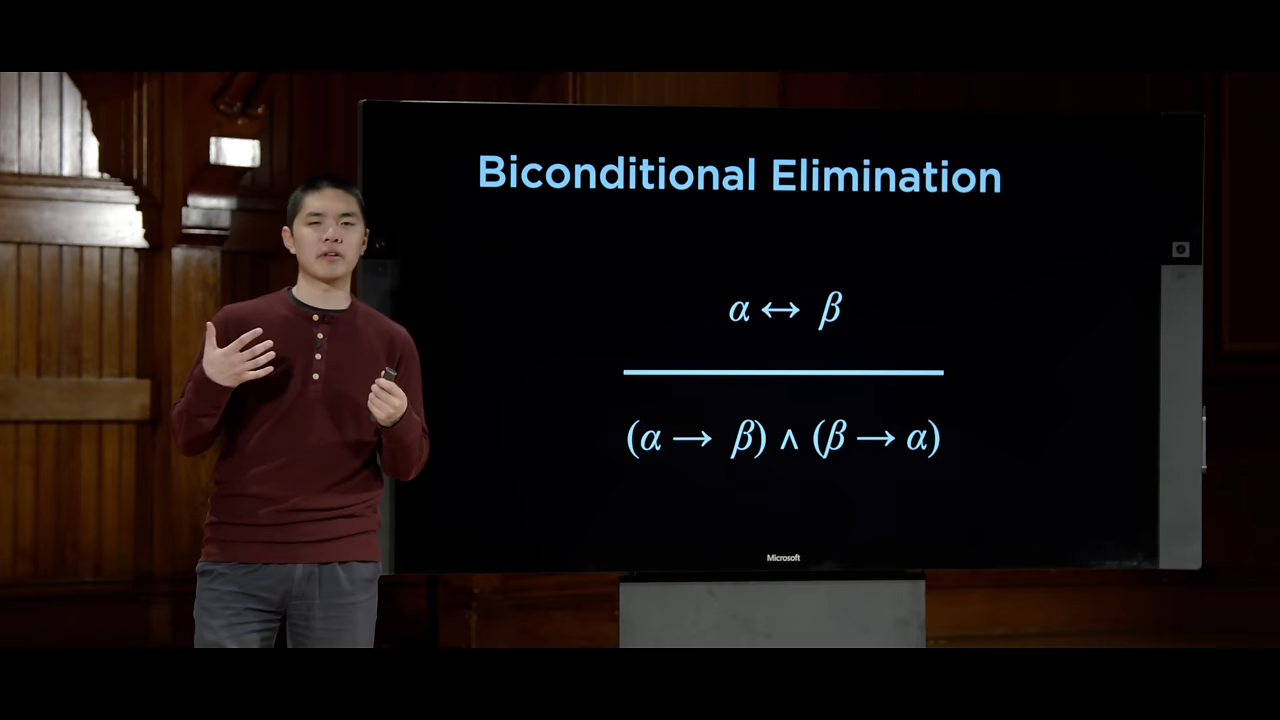 Biconditional Elimination
α ↔ β
(α → β) ∧ (β → α)
Microsoft